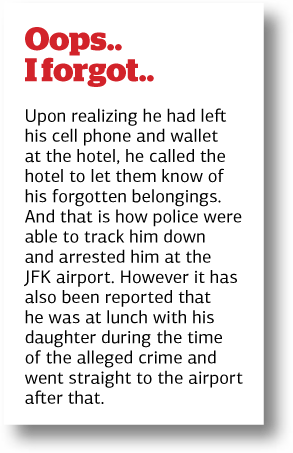 Oops..
I forgot..
Upon realizing he had left
his cell phone and wallet
at the hotel, he called the
hotel to let them know of
his forgotten belongings.
And that is how police were
able to track him down
and arrested him at the
JFK airport. However it has
also been reported that
he was at lunch with his
daughter during the time
of the alleged crime and
went straight to the airport
after that.